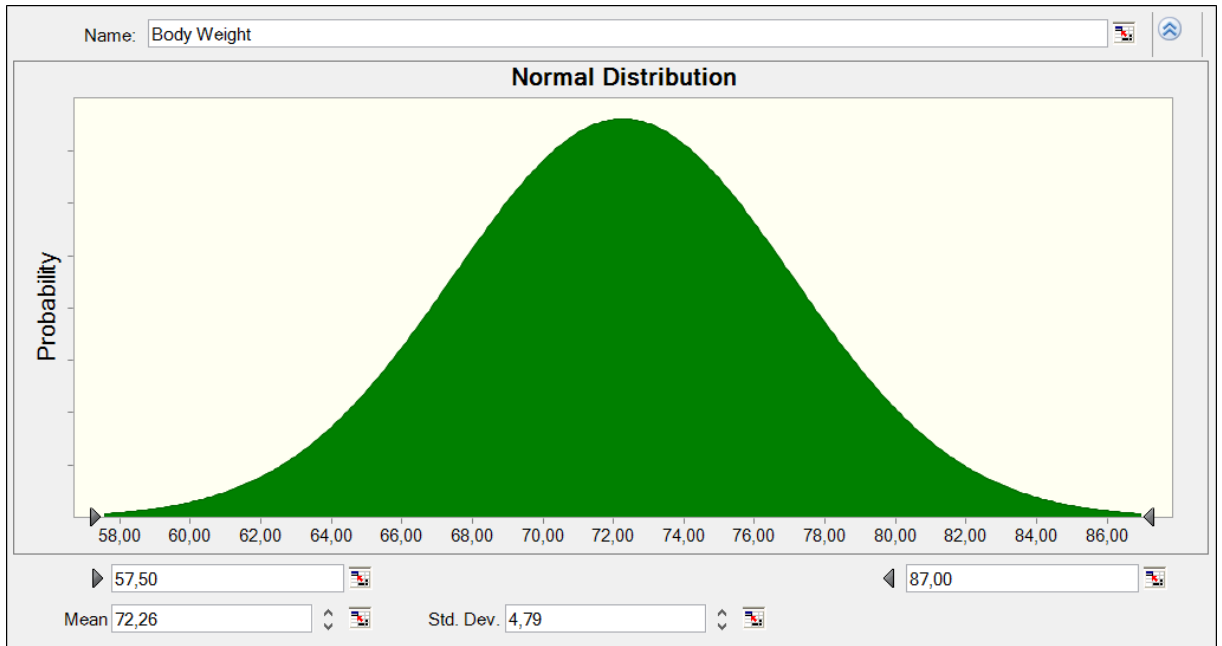 Name: Body Weight
Normal Distribution
Probability
58,00 60,00 62,00 64,00 66,00 68,00 70,00 72,00 74,00 76,00 78,00 80,00 82,00 84,00 86,00
57,50 87,00
Mean 72,26 Std. Dev. 4,79